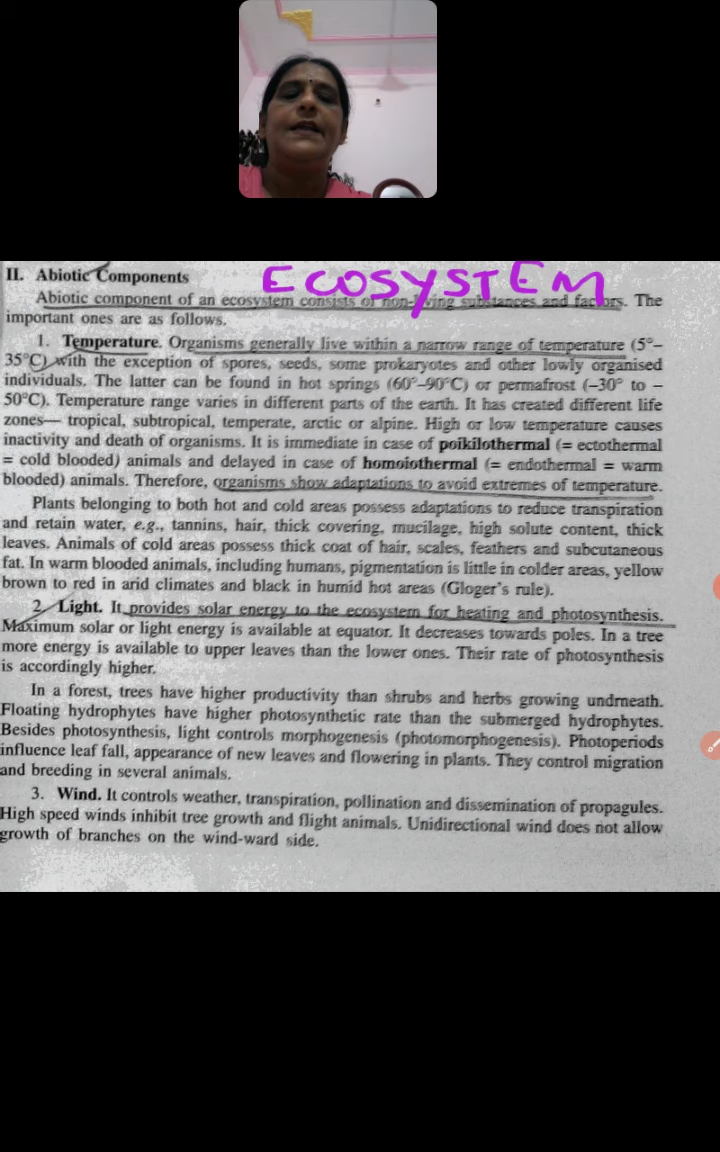 ECOSYSTEM
II. Abiotic Components
Abiotic component of an ecosystem consists of non-living substances and factors. The
important ones are as follows.
1. Temperature. Organisms generally live within a narrow range of temperature (5°–
35°C) with the exception of spores, seeds, some prokaryotes and other lowly organised
individuals. The latter can be found in hot springs (60°–90°C) or permafrost (–30° to –
50°C). Temperature range varies in different parts of the earth. It has created different life
zones— tropical, subtropical, temperate, arctic or alpine. High or low temperature causes
inactivity and death of organisms. It is immediate in case of poikilothermal (= ectothermal
= cold blooded) animals and delayed in case of homoiothermal (= endothermal = warm
blooded) animals. Therefore, organisms show adaptations to avoid extremes of temperature.
Plants belonging to both hot and cold areas possess adaptations to reduce transpiration
and retain water, e.g., tannins, hair, thick covering, mucilage, high solute content, thick
leaves. Animals of cold areas possess thick coat of hair, scales, feathers and subcutaneous
fat. In warm blooded animals, including humans, pigmentation is little in colder areas, yellow
brown to red in arid climates and black in humid hot areas (Gloger's rule).
2. Light. It provides solar energy to the ecosystem for heating and photosynthesis.
Maximum solar or light energy is available at equator. It decreases towards poles. In a tree
more energy is available to upper leaves than the lower ones. Their rate of photosynthesis
is accordingly higher.
In a forest, trees have higher productivity than shrubs and herbs growing undrneath.
Floating hydrophytes have higher photosynthetic rate than the submerged hydrophytes.
Besides photosynthesis, light controls morphogenesis (photomorphogenesis). Photoperiods
influence leaf fall, appearance of new leaves and flowering in plants. They control migration
and breeding in several animals.
3. Wind. It controls weather, transpiration, pollination and dissemination of propagules.
High speed winds inhibit tree growth and flight animals. Unidirectional wind does not allow
growth of branches on the wind-ward side.